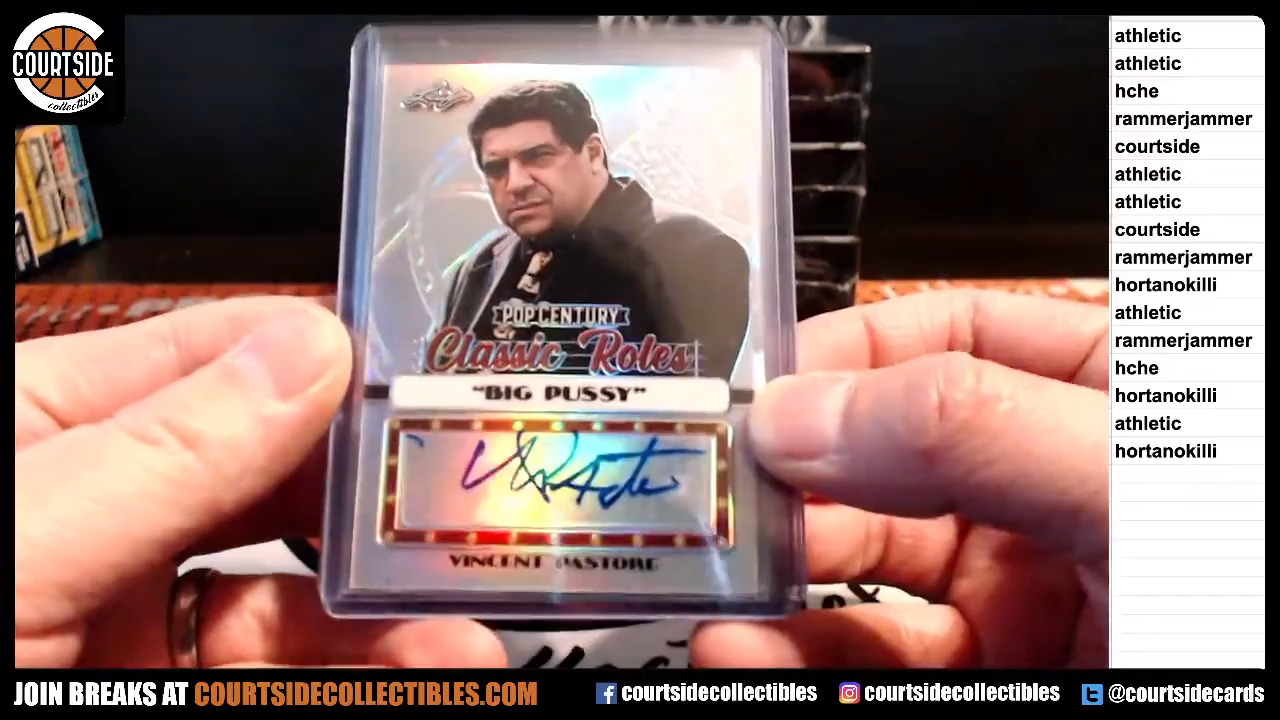 COURTSIDE
collectibles
Leaf
POP CENTURY
Classic Roles
"BIG PUSSY"
VINCENT PASTORE
athletic
athletic
hche
rammerjammer
courtside
athletic
athletic
courtside
rammerjammer
hortanokilli
athletic
rammerjammer
hche
hortanokilli
athletic
hortanokilli
JOIN BREAKS AT COURTSIDECOLLECTIBLES.COM
courtsidecollectibles
courtsidecollectibles
@courtsidecards